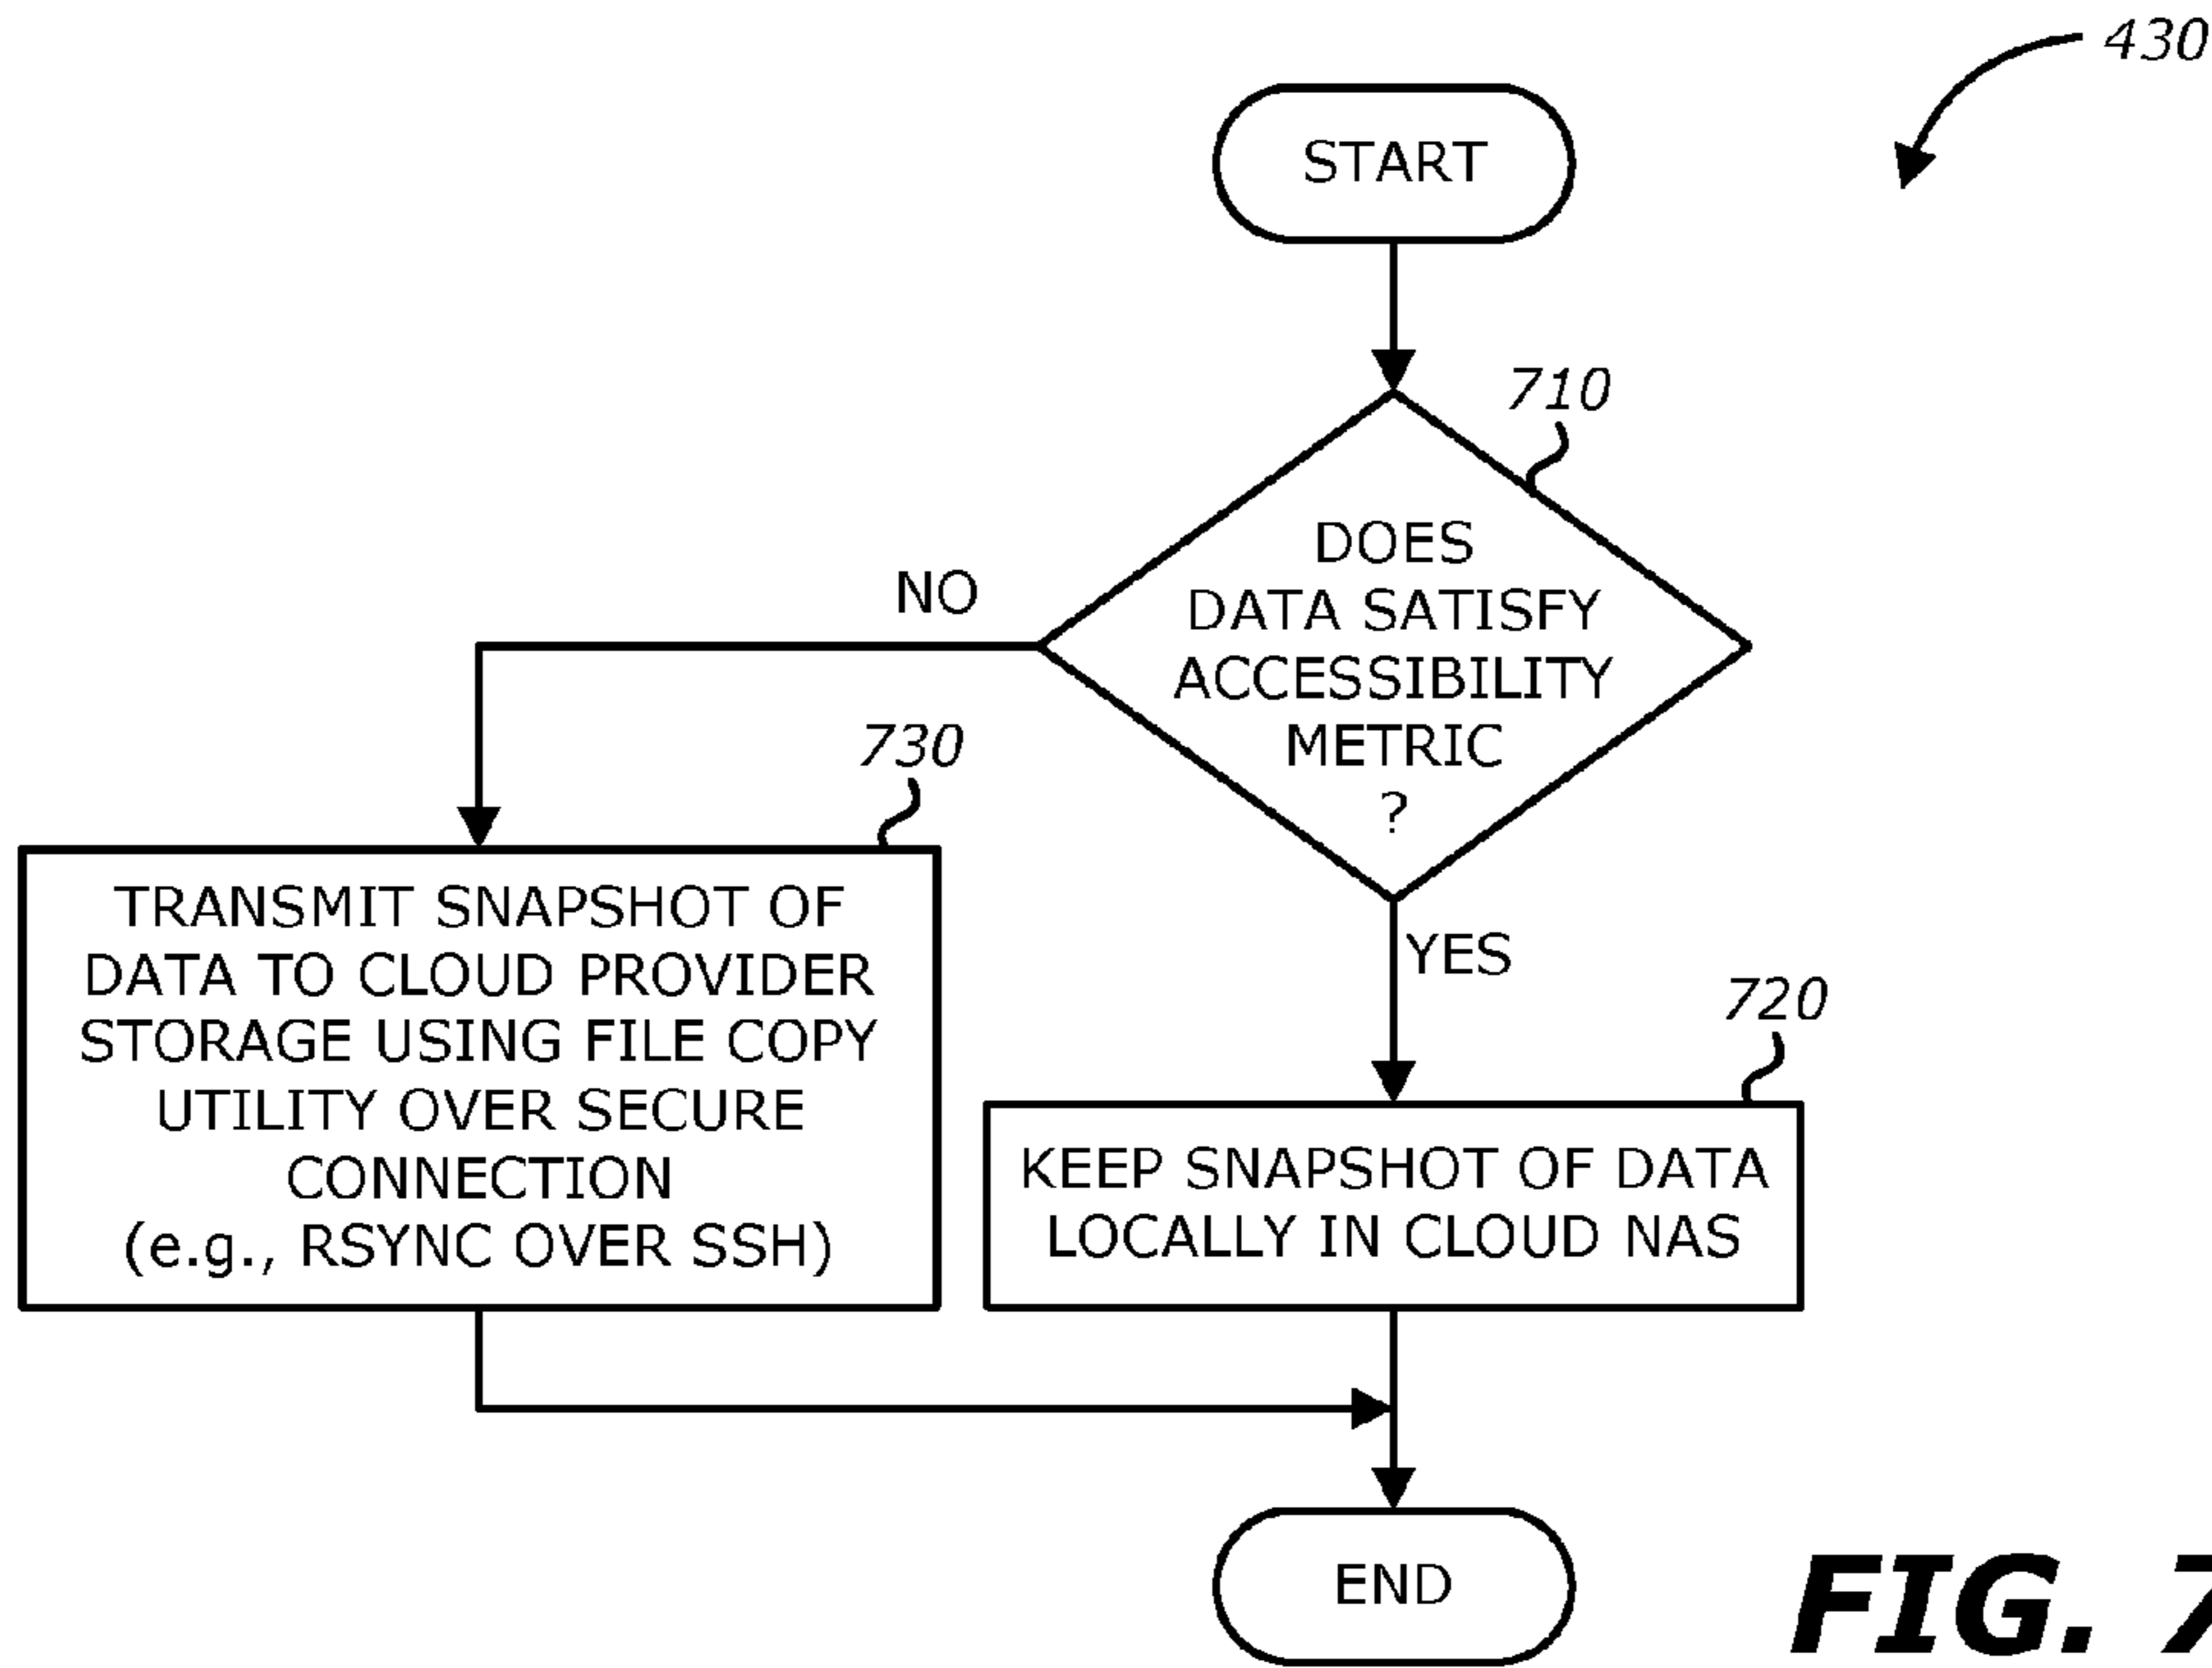 430
START
710
DOES
DATA SATISFY
ACCESSIBILITY
METRIC
?
NO
YES
730
TRANSMIT SNAPSHOT OF
DATA TO CLOUD PROVIDER
STORAGE USING FILE COPY
UTILITY OVER SECURE
CONNECTION
(e.g., RSYNC OVER SSH)
720
KEEP SNAPSHOT OF DATA
LOCALLY IN CLOUD NAS
END
FIG. 7